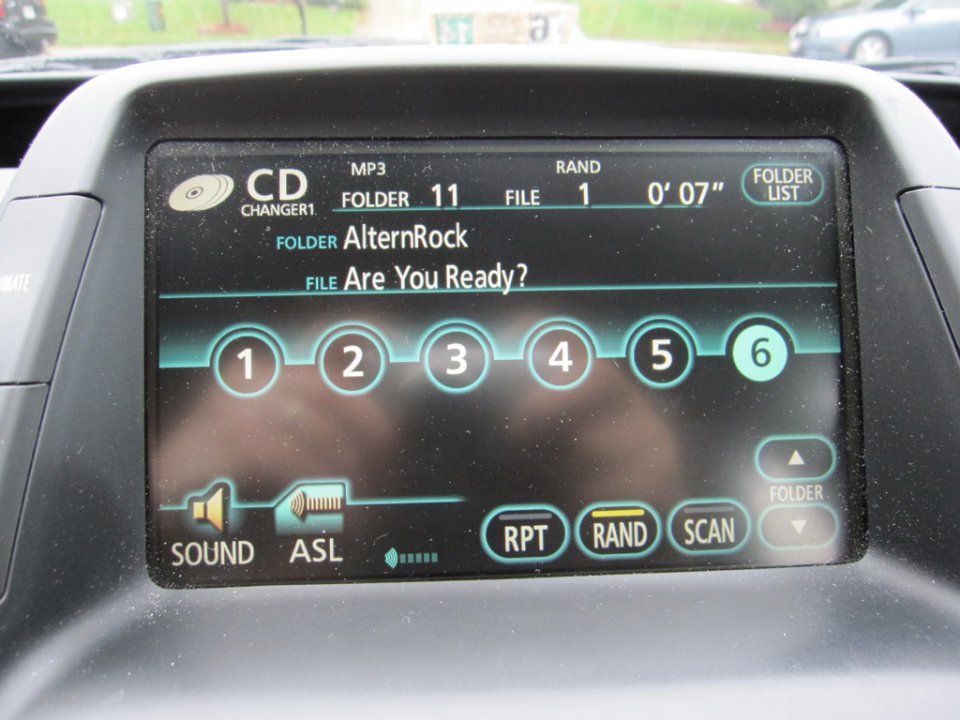 CD
CHANGER1
MP3
RAND
FOLDER 11 FILE 1 0' 07"
FOLDER
LIST
FOLDER AlternRock
FILE Are You Ready?
1 2 3 4 5 6
FOLDER
SOUND
ASL
RPT
RAND
SCAN